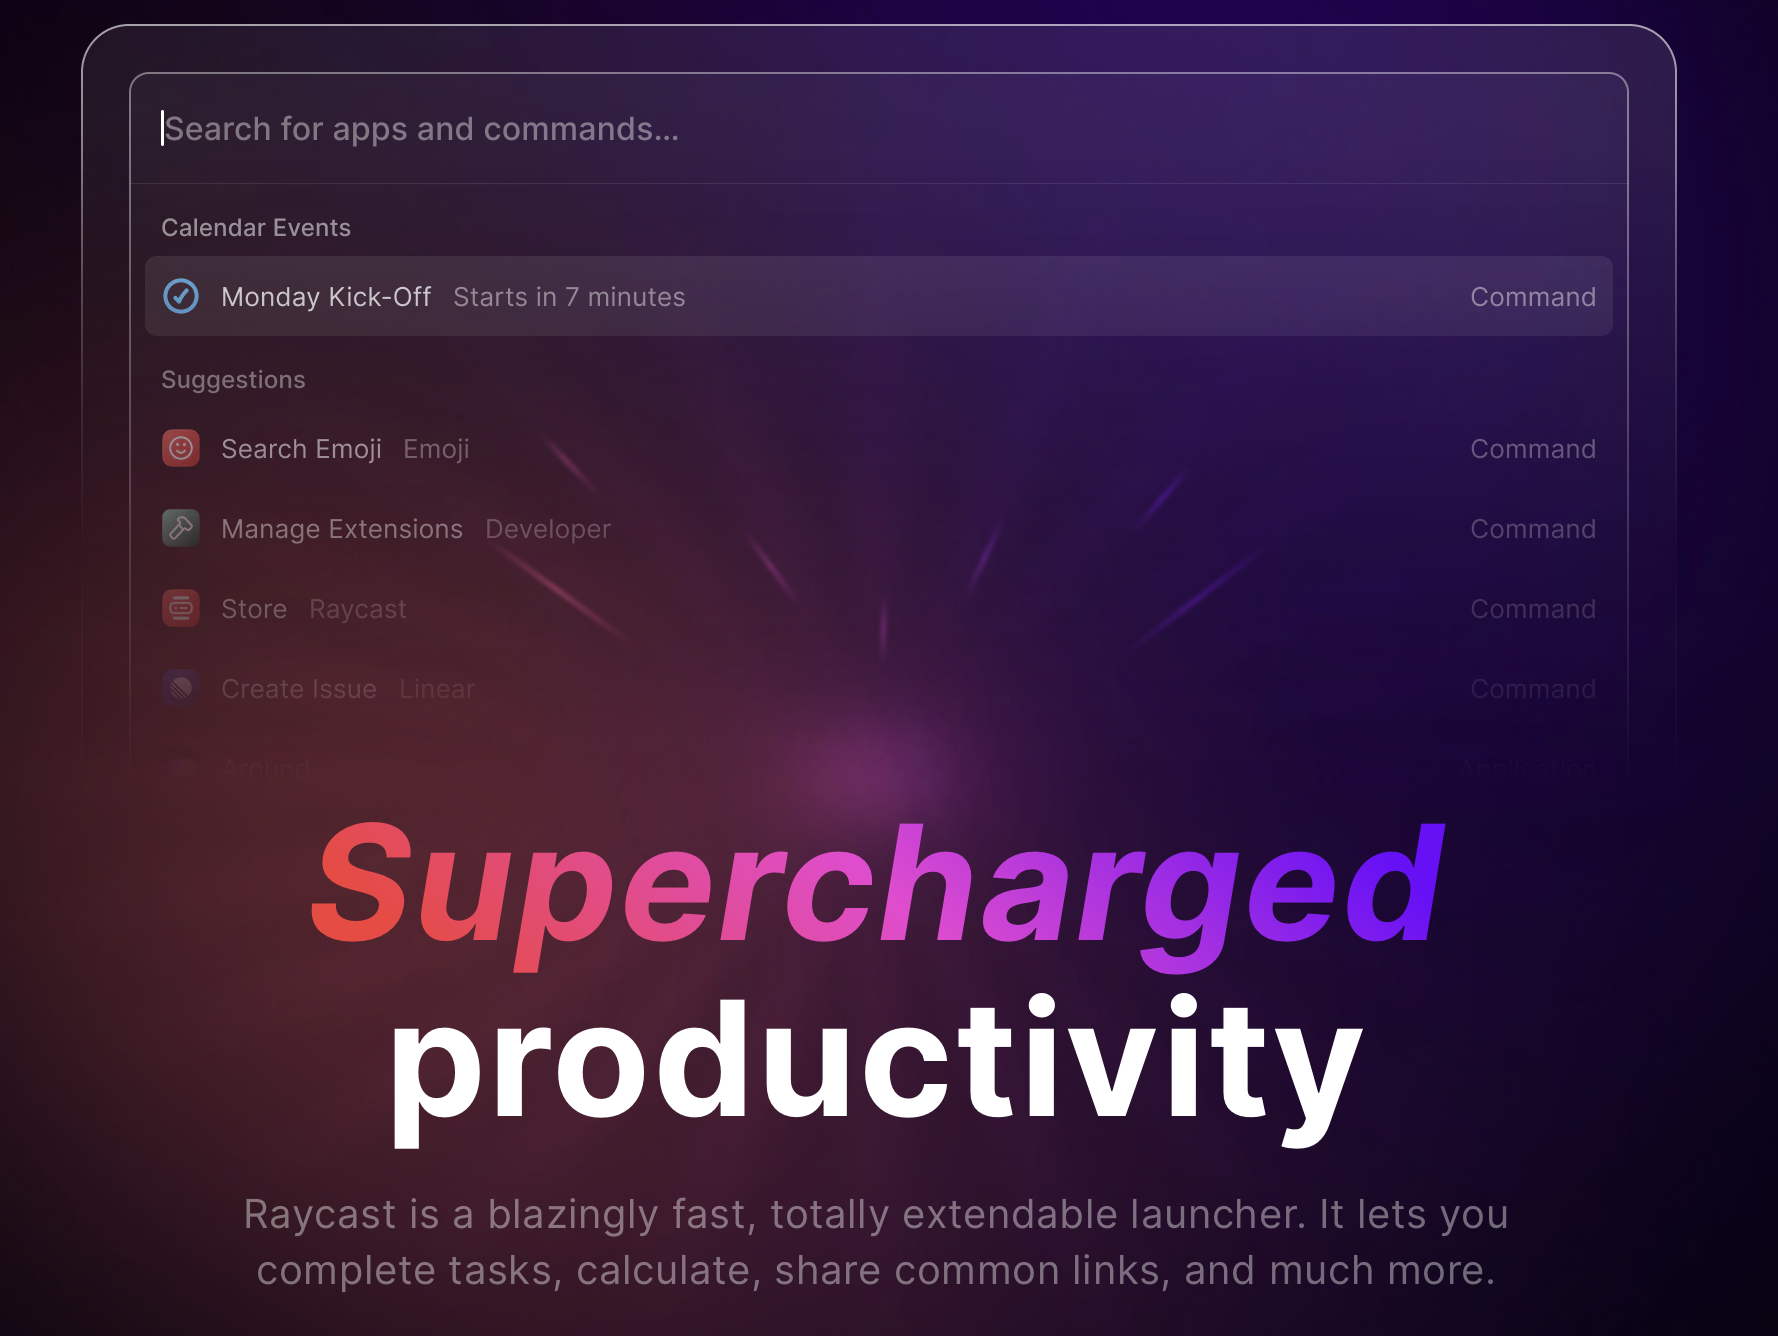 Search for apps and commands...
Calendar Events
Monday Kick-Off Starts in 7 minutes Command
Suggestions
Search Emoji Emoji Command
Manage Extensions Developer Command
Store Raycast Command
Create Issue Linear Command
Around Application
Supercharged
productivity
Raycast is a blazingly fast, totally extendable launcher. It lets you
complete tasks, calculate, share common links, and much more.